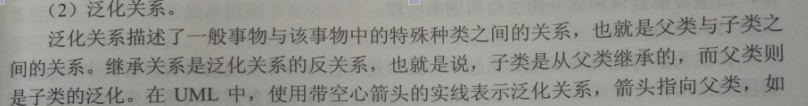 （2）泛化关系。
泛化关系描述了一般事物与该事物中的特殊种类之间的关系，也就是父类与子类之
间的关系。继承关系是泛化关系的反关系，也就是说，子类是从父类继承的，而父类则
是子类的泛化。在 UML 中，使用带空心箭头的实线表示泛化关系，箭头指向父类，如